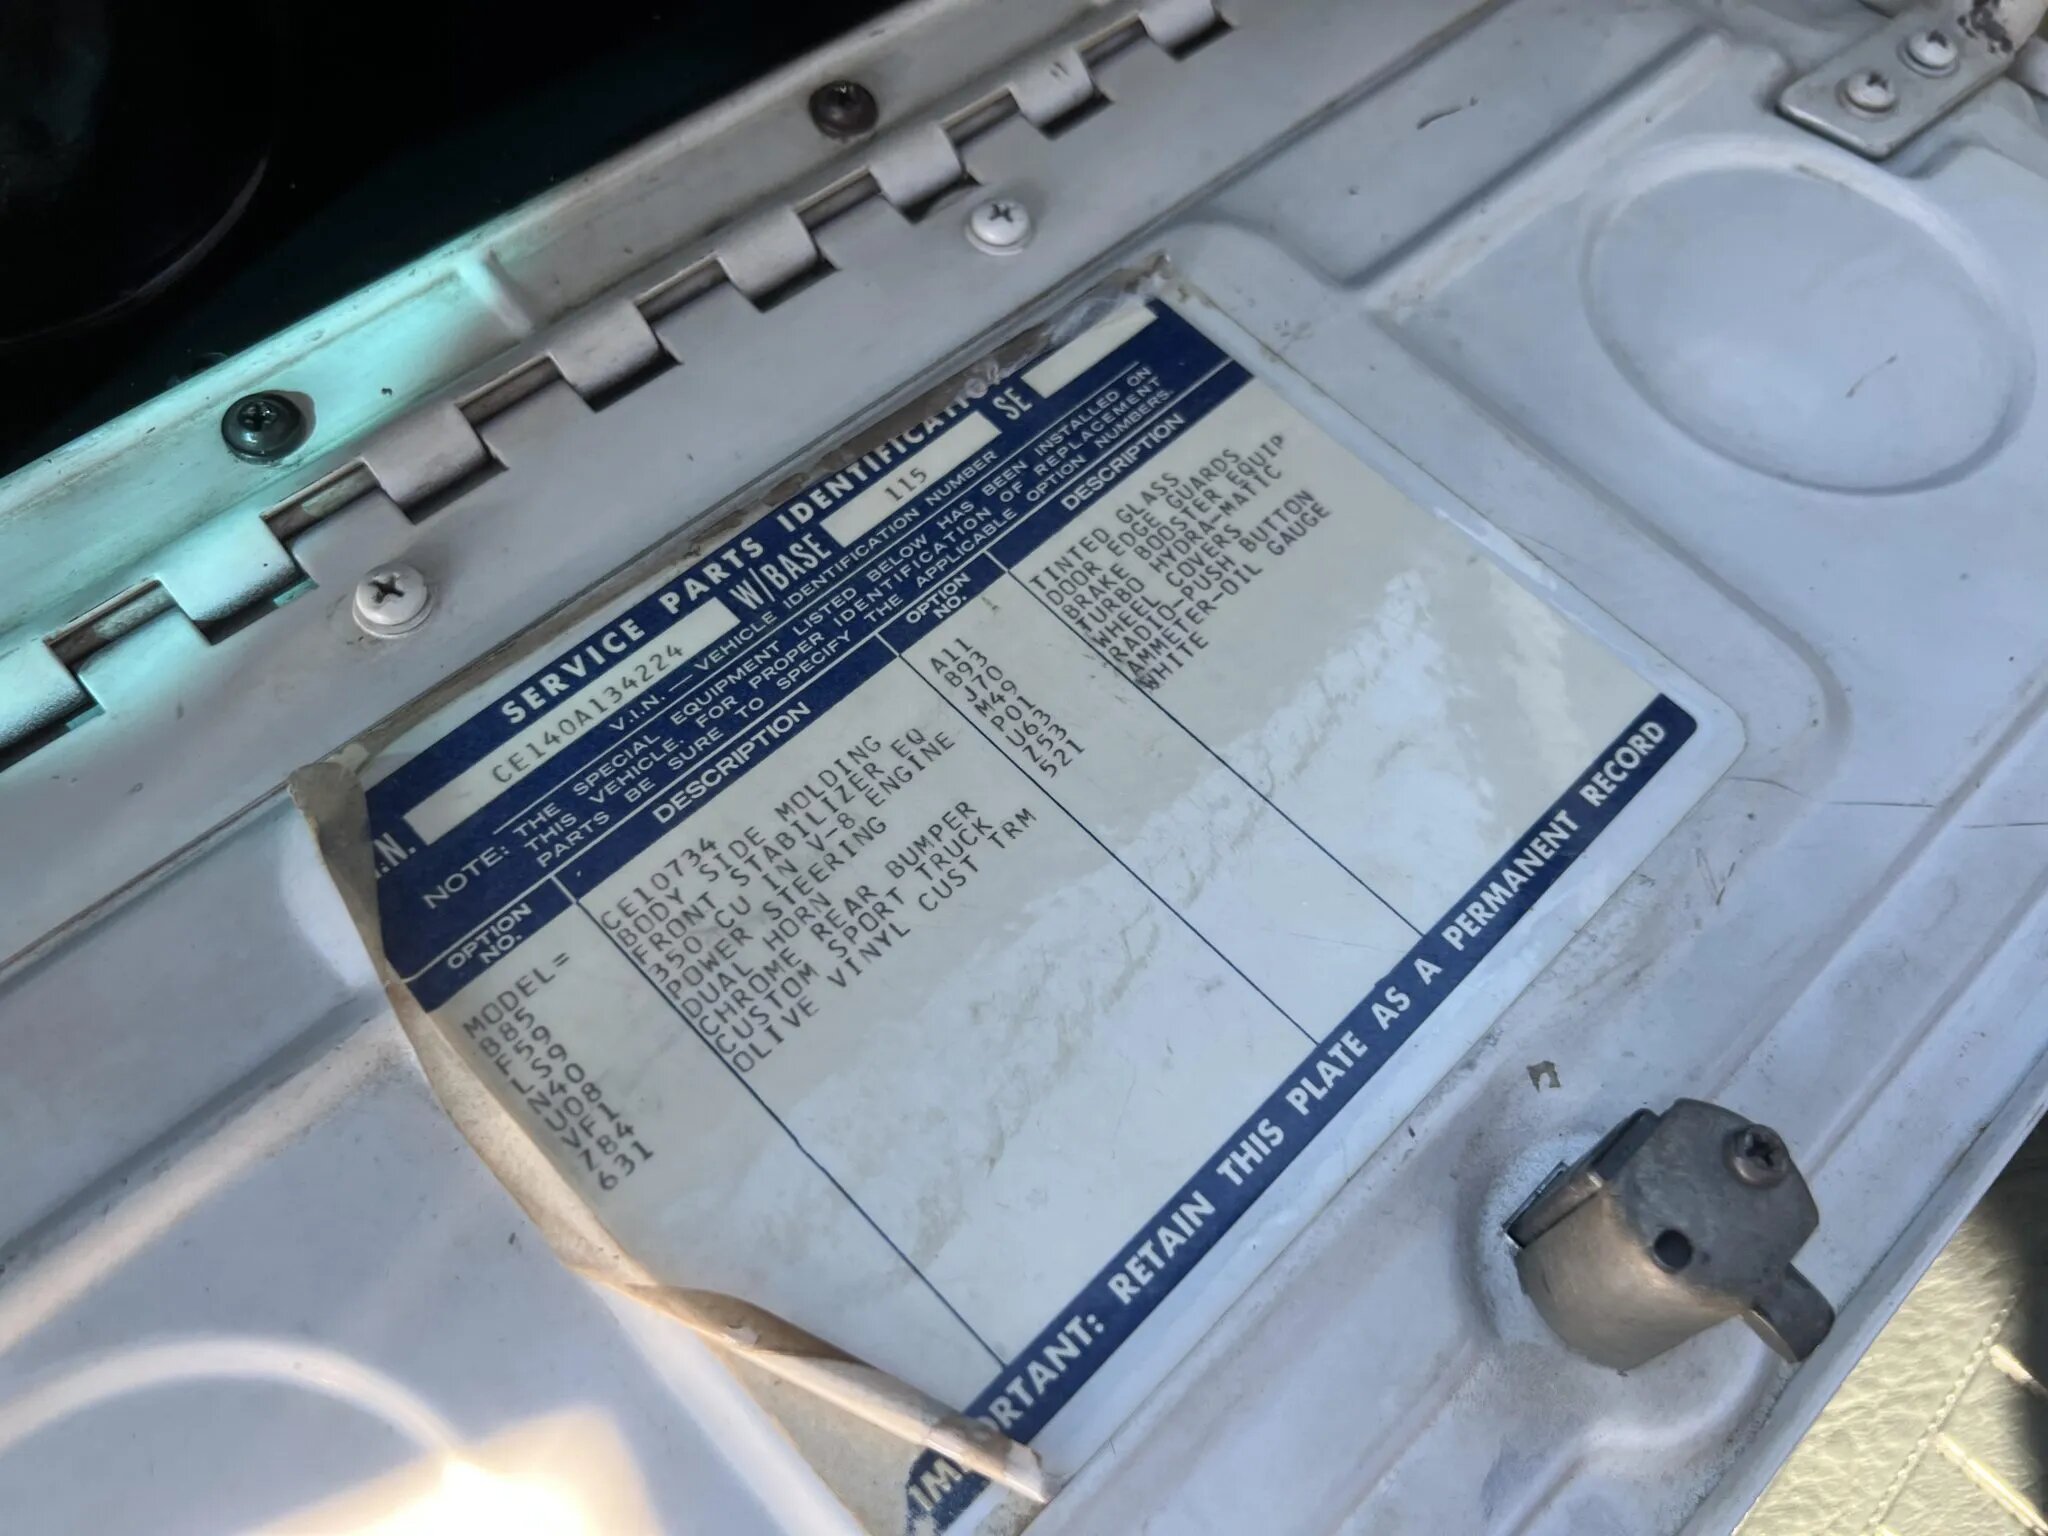 SERVICE PARTS IDENTIFICATION
.N. CE140A134224 W/BASE 115 SE
V.I.N. — VEHICLE IDENTIFICATION NUMBER
NOTE: THE SPECIAL EQUIPMENT LISTED BELOW HAS BEEN INSTALLED ON
THIS VEHICLE. FOR PROPER IDENTIFICATION OF REPLACEMENT
PARTS BE SURE TO SPECIFY THE APPLICABLE OPTION NUMBERS.
OPTION NO. DESCRIPTION OPTION NO. DESCRIPTION
MODEL= CE10734 A11 TINTED GLASS
B85 BODY SIDE MOLDING B93 DOOR EDGE GUARDS
F59 FRONT STABILIZER EQ J70 BRAKE BOOSTER EQUIP
LS9 350 CU IN V-8 ENGINE M49 TURBO HYDRA-MATIC
N40 POWER STEERING P01 WHEEL COVERS
U08 DUAL HORN U63 RADIO-PUSH BUTTON
VF1 CHROME REAR BUMPER Z53 AMMETER-OIL GAUGE
Z84 CUSTOM SPORT TRUCK 521 WHITE
631 OLIVE VINYL CUST TRM
IMPORTANT: RETAIN THIS PLATE AS A PERMANENT RECORD